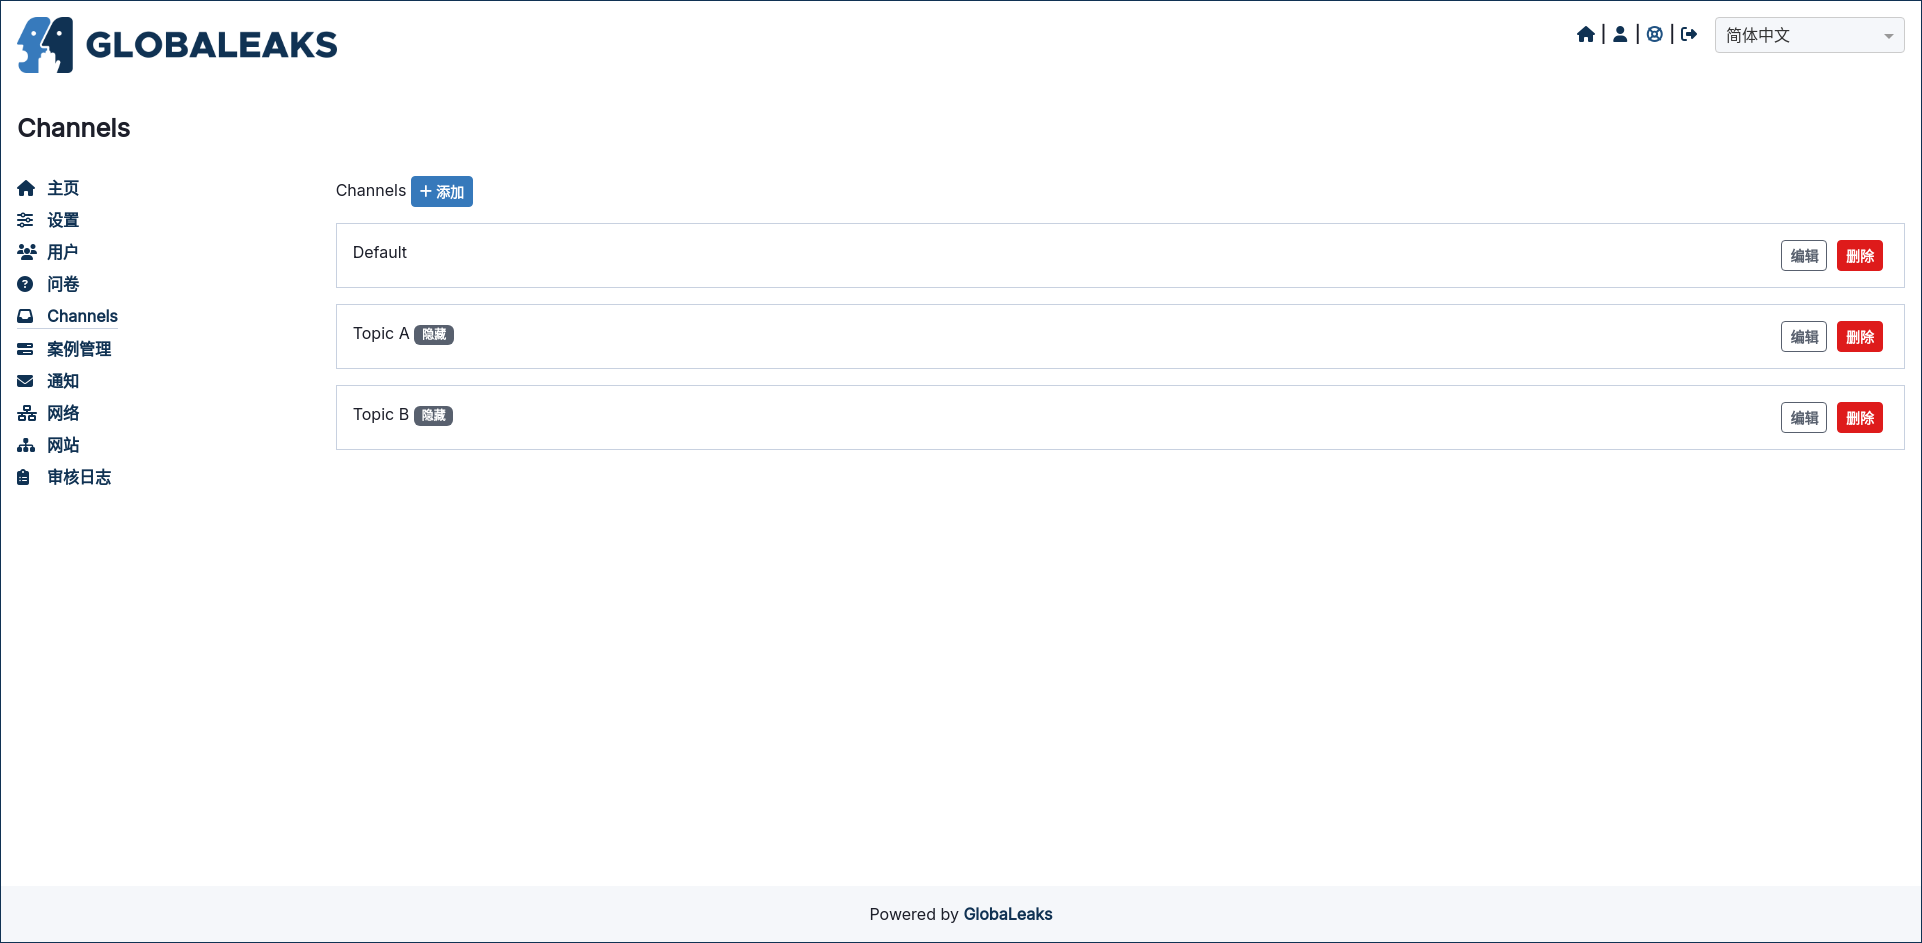 GLOBALEAKS
简体中文
Channels
主页
设置
用户
问卷
Channels
案例管理
通知
网络
网站
审核日志
Channels 添加
Default 编辑 删除
Topic A 隐藏 编辑 删除
Topic B 隐藏 编辑 删除
Powered by GlobaLeaks